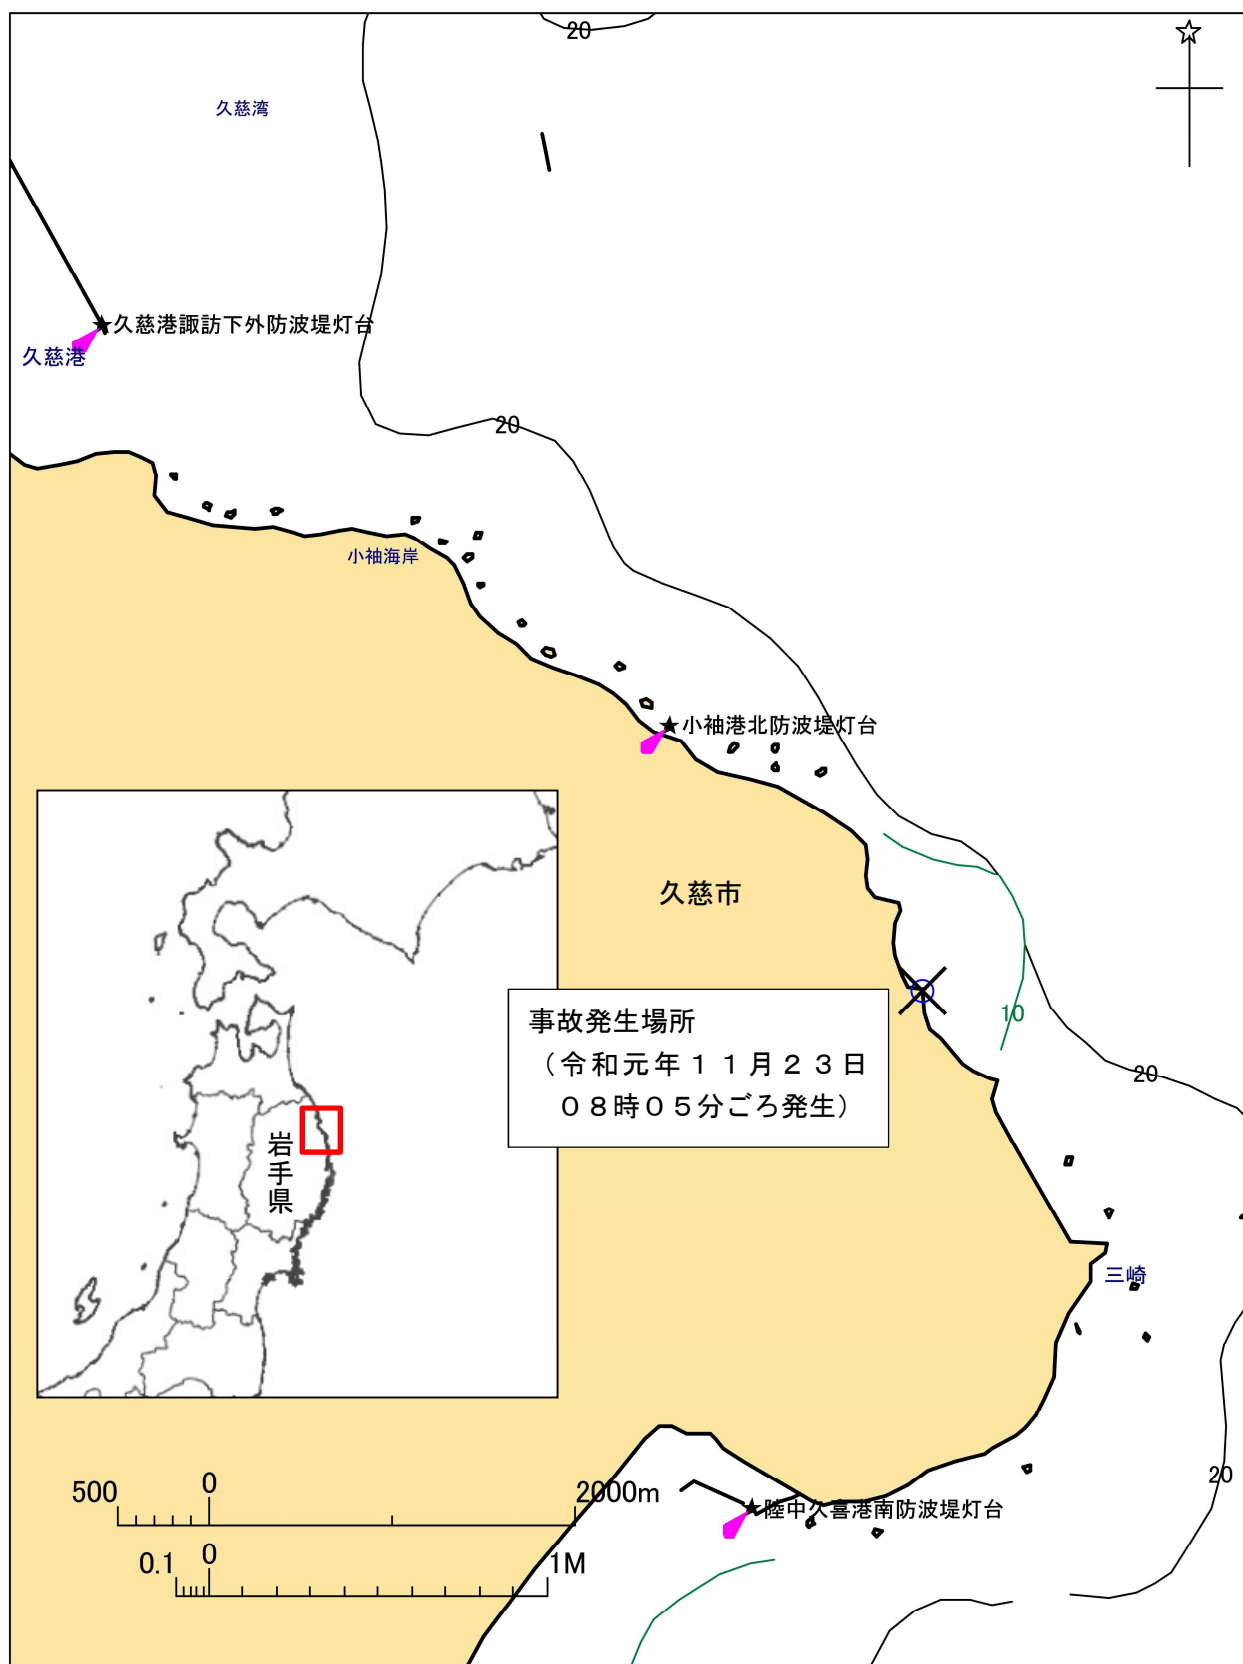 20
久慈湾
久慈港諏訪下外防波堤灯台
久慈港
20
小袖海岸
小袖港北防波堤灯台
久慈市
10
事故発生場所
（令和元年１１月２３日
０８時０５分ごろ発生）
20
岩手県
三崎
20
500
0
2000m
陸中久喜港南防波堤灯台
0.1
0
1M